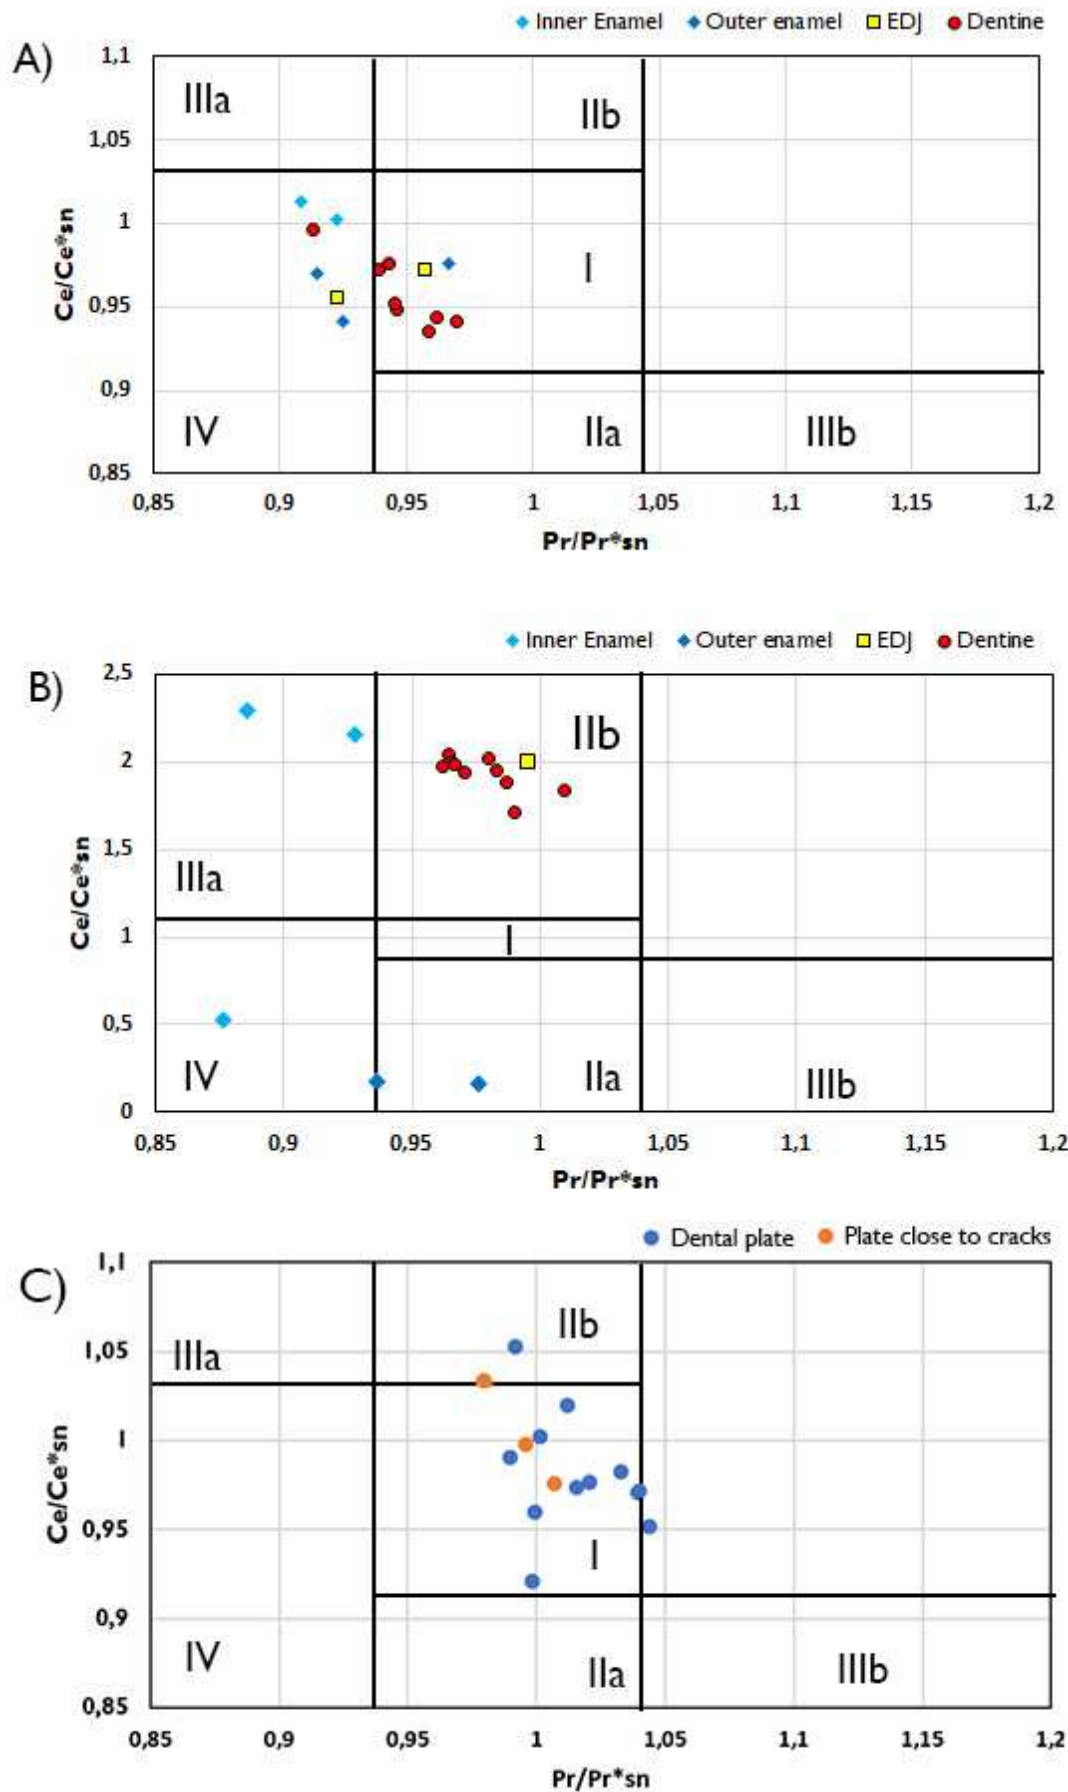 Inner Enamel Outer enamel EDJ Dentine
A)
1,1
IIIa
IIb
1,05
1
I
0,95
0,9
IV IIa IIIb
0,85
Ce/Ce*sn
0,85 0,9 0,95 1 1,05 1,1 1,15 1,2
Pr/Pr*sn
Inner Enamel Outer enamel EDJ Dentine
B)
2,5
IIb
2
1,5
IIIa
1
I
0,5
IV IIa IIIb
0
Ce/Ce*sn
0,85 0,9 0,95 1 1,05 1,1 1,15 1,2
Pr/Pr*sn
Dental plate Plate close to cracks
C)
1,1
IIb
1,05
IIIa
1
0,95
I
0,9
IV IIa IIIb
0,85
Ce/Ce*sn
0,85 0,9 0,95 1 1,05 1,1 1,15 1,2
Pr/Pr*sn